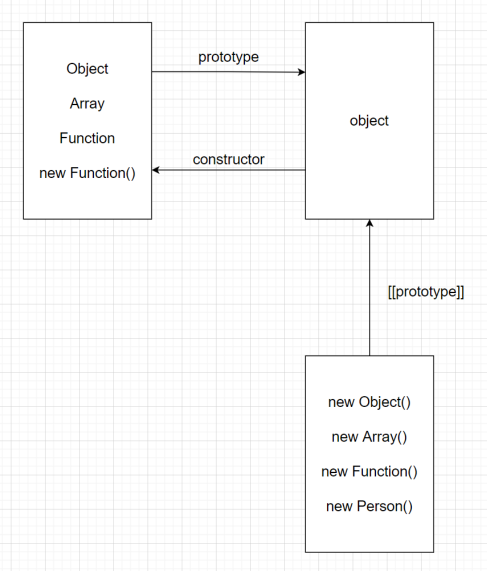 Object
Array
Function
new Function()
prototype
constructor
object
[[prototype]]
new Object()
new Array()
new Function()
new Person()